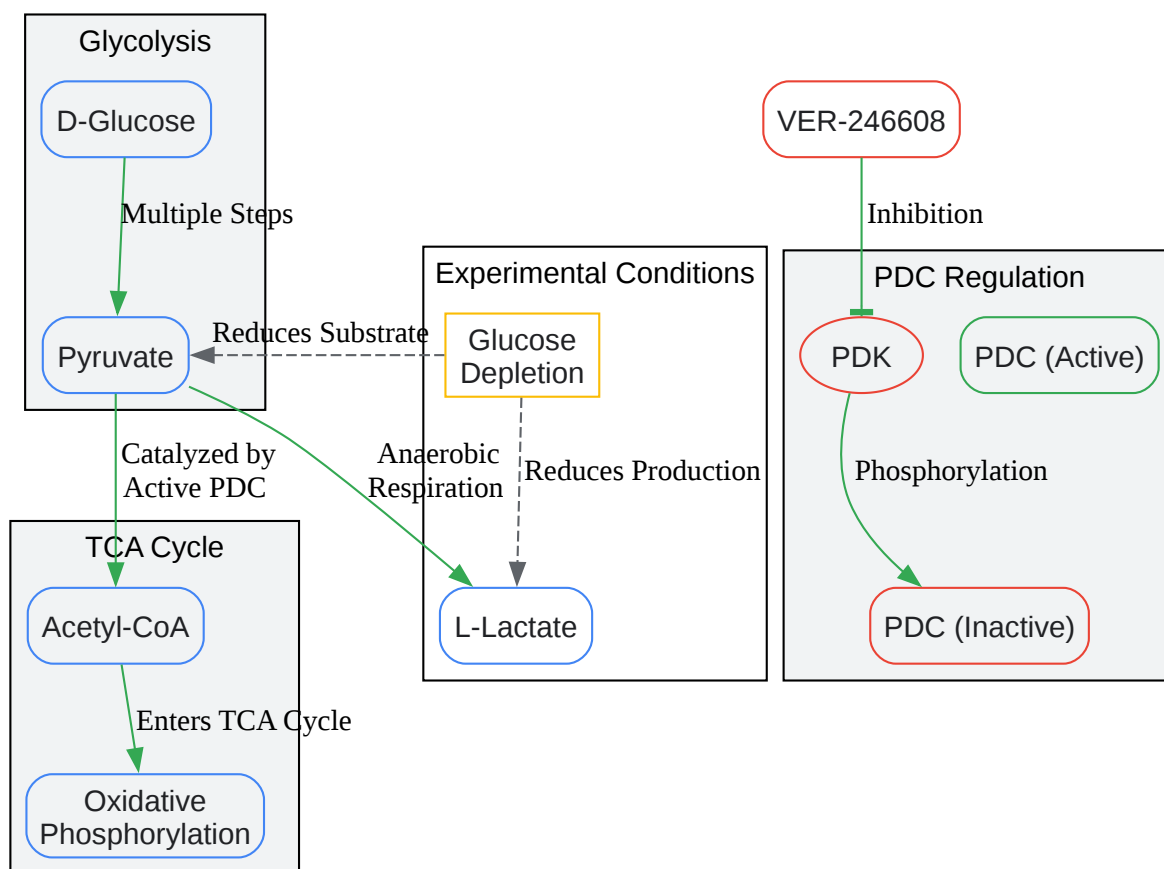 Glycolysis
D-Glucose
VER-246608
Multiple Steps
Inhibition
Experimental Conditions
PDC Regulation
Reduces Substrate
Pyruvate
Glucose
Depletion
PDK
PDC (Active)
Catalyzed by
Active PDC
Anaerobic
Respiration
Reduces Production
Phosphorylation
TCA Cycle
Acetyl-CoA
L-Lactate
PDC (Inactive)
Enters TCA Cycle
Oxidative
Phosphorylation